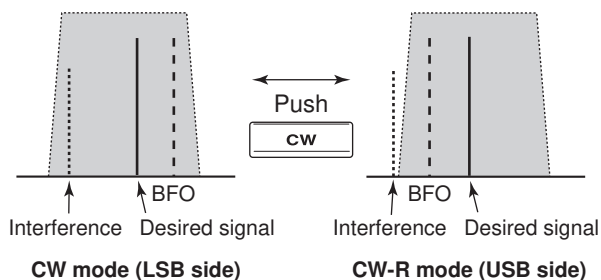 Push
CW
BFO
BFO
Interference
Desired signal
Interference
Desired signal
CW mode (LSB side)
CW-R mode (USB side)